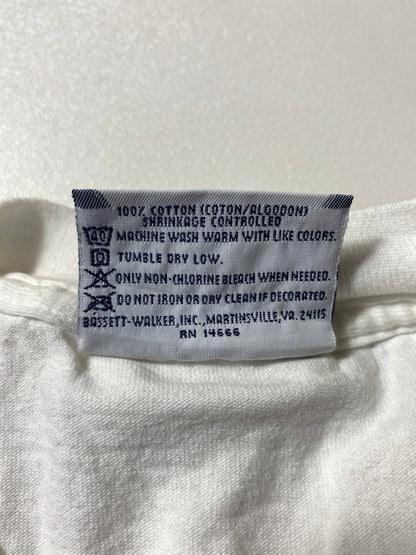 100% COTTON (COTON/ALGODON)
SHRINKAGE CONTROLLED
40 MACHINE WASH WARM WITH LIKE COLORS.
TUMBLE DRY LOW.
ONLY NON-CHLORINE BLEACH WHEN NEEDED.
DO NOT IRON OR DRY CLEAN IF DECORATED.
BASSETT-WALKER, INC., MARTINSVILLE, VA. 24115
RN 14666